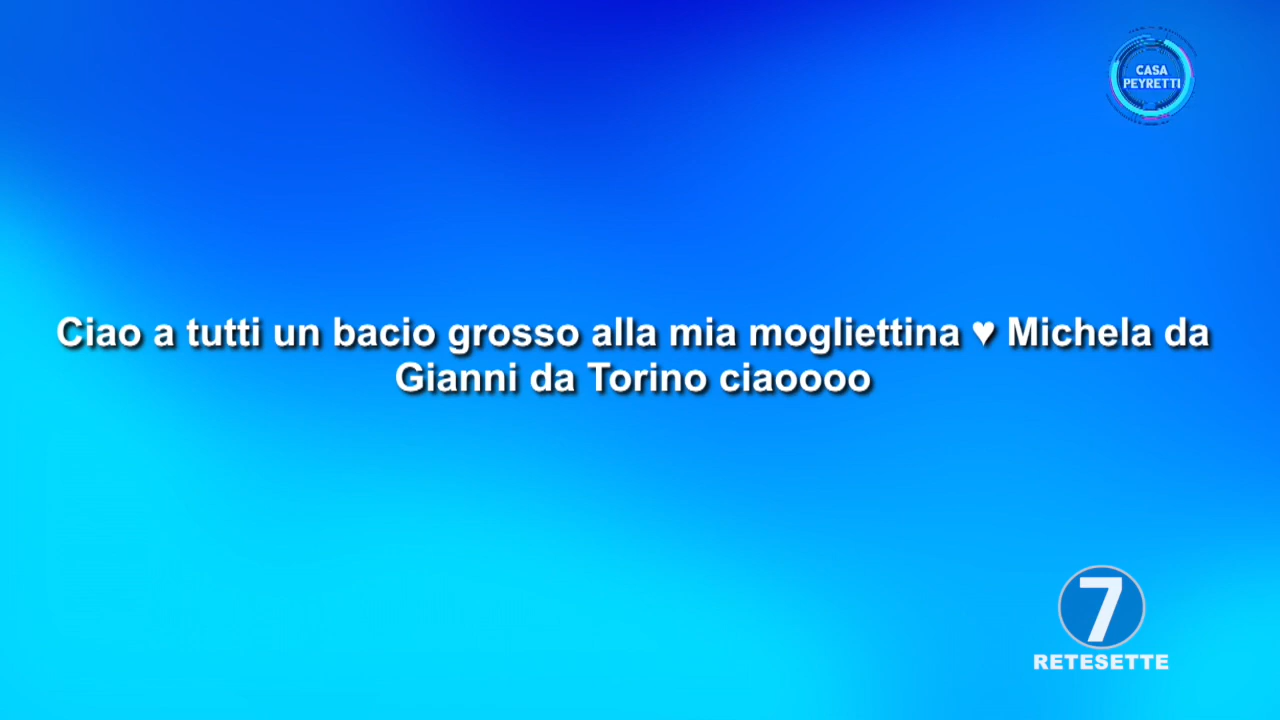 CASA
PEYRETTI
Ciao a tutti un bacio grosso alla mia mogliettina ♥ Michela da
Gianni da Torino ciaoooo
7
RETESETTE